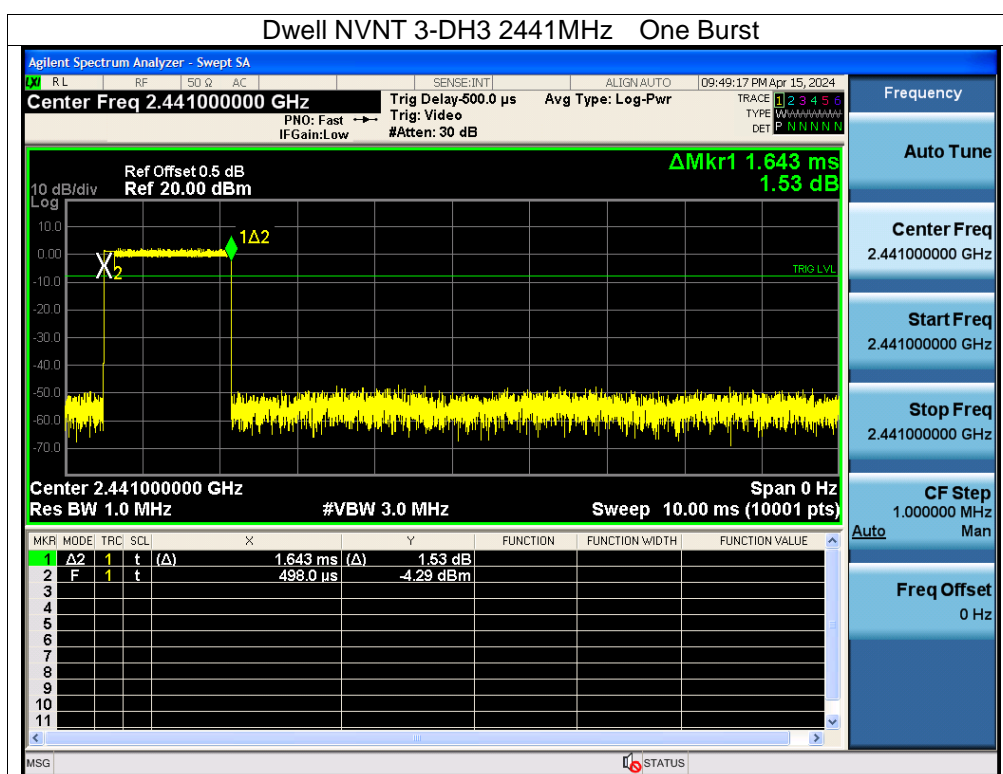 Dwell NVNT 3-DH3 2441MHz One Burst
Agilent Spectrum Analyzer - Swept SA
LXI RL RF 50 Ω AC SENSE:INT ALIGN AUTO 09:49:17 PM Apr 15, 2024
Center Freq 2.441000000 GHz Trig Delay-500.0 µs Avg Type: Log-Pwr TRACE 1 2 3 4 5 6
PNO: Fast Trig: Video TYPE WWWWWW
IFGain:Low #Atten: 30 dB DET P N N N N N
Frequency
ΔMkr1 1.643 ms
1.53 dB
Ref Offset 0.5 dB
10 dB/div Ref 20.00 dBm
Log
10.0
0.00
-10.0
-20.0
-30.0
-40.0
-50.0
-60.0
-70.0
1Δ2
2
TRIG LVL
Center 2.441000000 GHz Span 0 Hz
Res BW 1.0 MHz #VBW 3.0 MHz Sweep 10.00 ms (10001 pts)
MKR MODE TRC SCL X Y FUNCTION FUNCTION WIDTH FUNCTION VALUE
1 Δ2 1 t (Δ) 1.643 ms (Δ) 1.53 dB
2 F 1 t 498.0 µs -4.29 dBm
3
4
5
6
7
8
9
10
11
MSG STATUS
Auto Tune
Center Freq
2.441000000 GHz
Start Freq
2.441000000 GHz
Stop Freq
2.441000000 GHz
CF Step
1.000000 MHz
Auto Man
Freq Offset
0 Hz